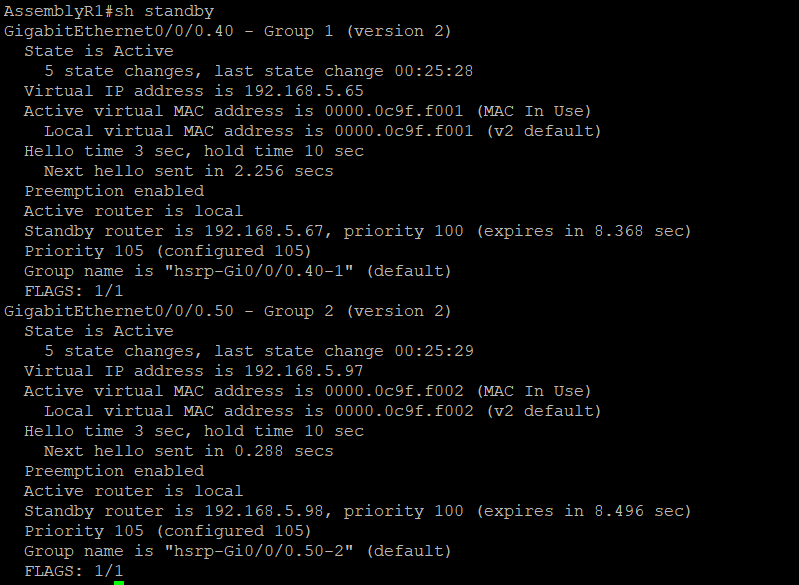 AssemblyR1#sh standby
GigabitEthernet0/0/0.40 - Group 1 (version 2)
  State is Active
    5 state changes, last state change 00:25:28
  Virtual IP address is 192.168.5.65
  Active virtual MAC address is 0000.0c9f.f001 (MAC In Use)
    Local virtual MAC address is 0000.0c9f.f001 (v2 default)
  Hello time 3 sec, hold time 10 sec
    Next hello sent in 2.256 secs
  Preemption enabled
  Active router is local
  Standby router is 192.168.5.67, priority 100 (expires in 8.368 sec)
  Priority 105 (configured 105)
  Group name is "hsrp-Gi0/0/0.40-1" (default)
  FLAGS: 1/1
GigabitEthernet0/0/0.50 - Group 2 (version 2)
  State is Active
    5 state changes, last state change 00:25:29
  Virtual IP address is 192.168.5.97
  Active virtual MAC address is 0000.0c9f.f002 (MAC In Use)
    Local virtual MAC address is 0000.0c9f.f002 (v2 default)
  Hello time 3 sec, hold time 10 sec
    Next hello sent in 0.288 secs
  Preemption enabled
  Active router is local
  Standby router is 192.168.5.98, priority 100 (expires in 8.496 sec)
  Priority 105 (configured 105)
  Group name is "hsrp-Gi0/0/0.50-2" (default)
  FLAGS: 1/1